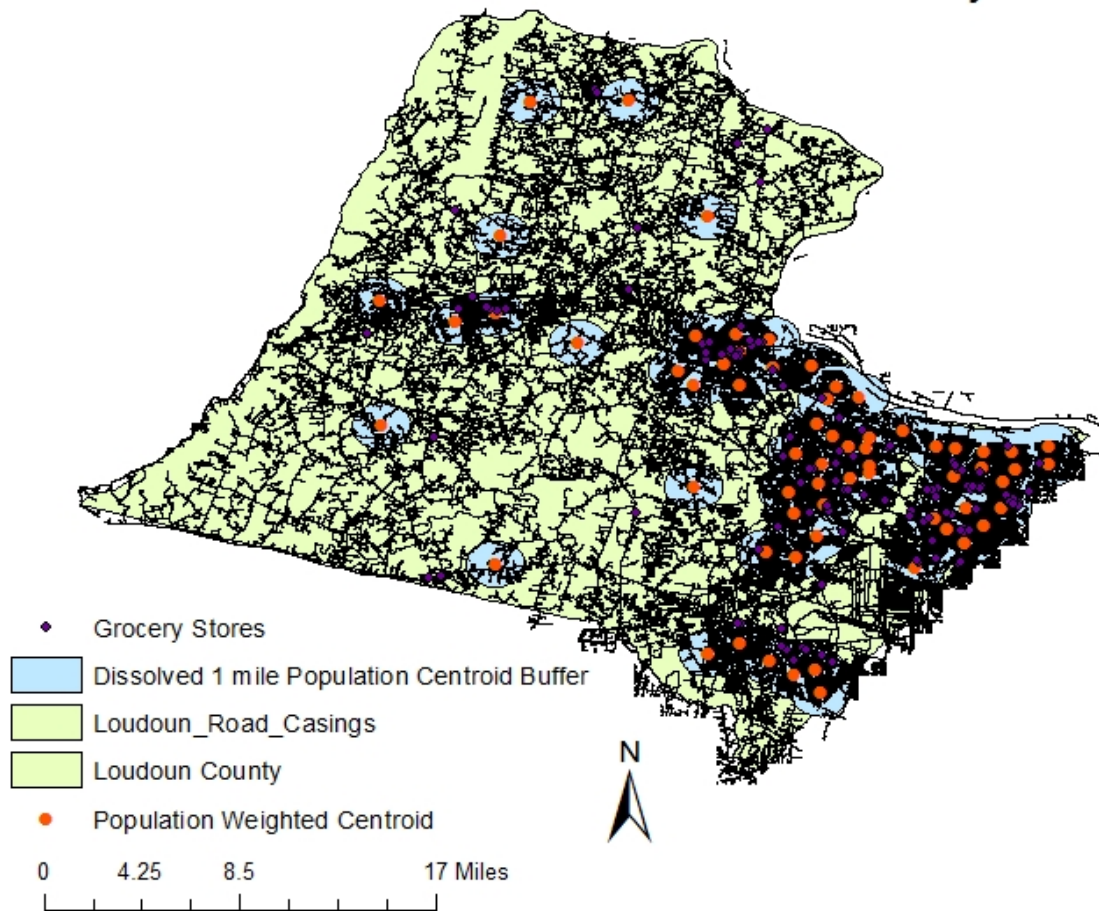 Grocery Stores
Dissolved 1 mile Population Centroid Buffer
Loudoun_Road_Casings
Loudoun County
N
Population Weighted Centroid
0 4.25 8.5 17 Miles